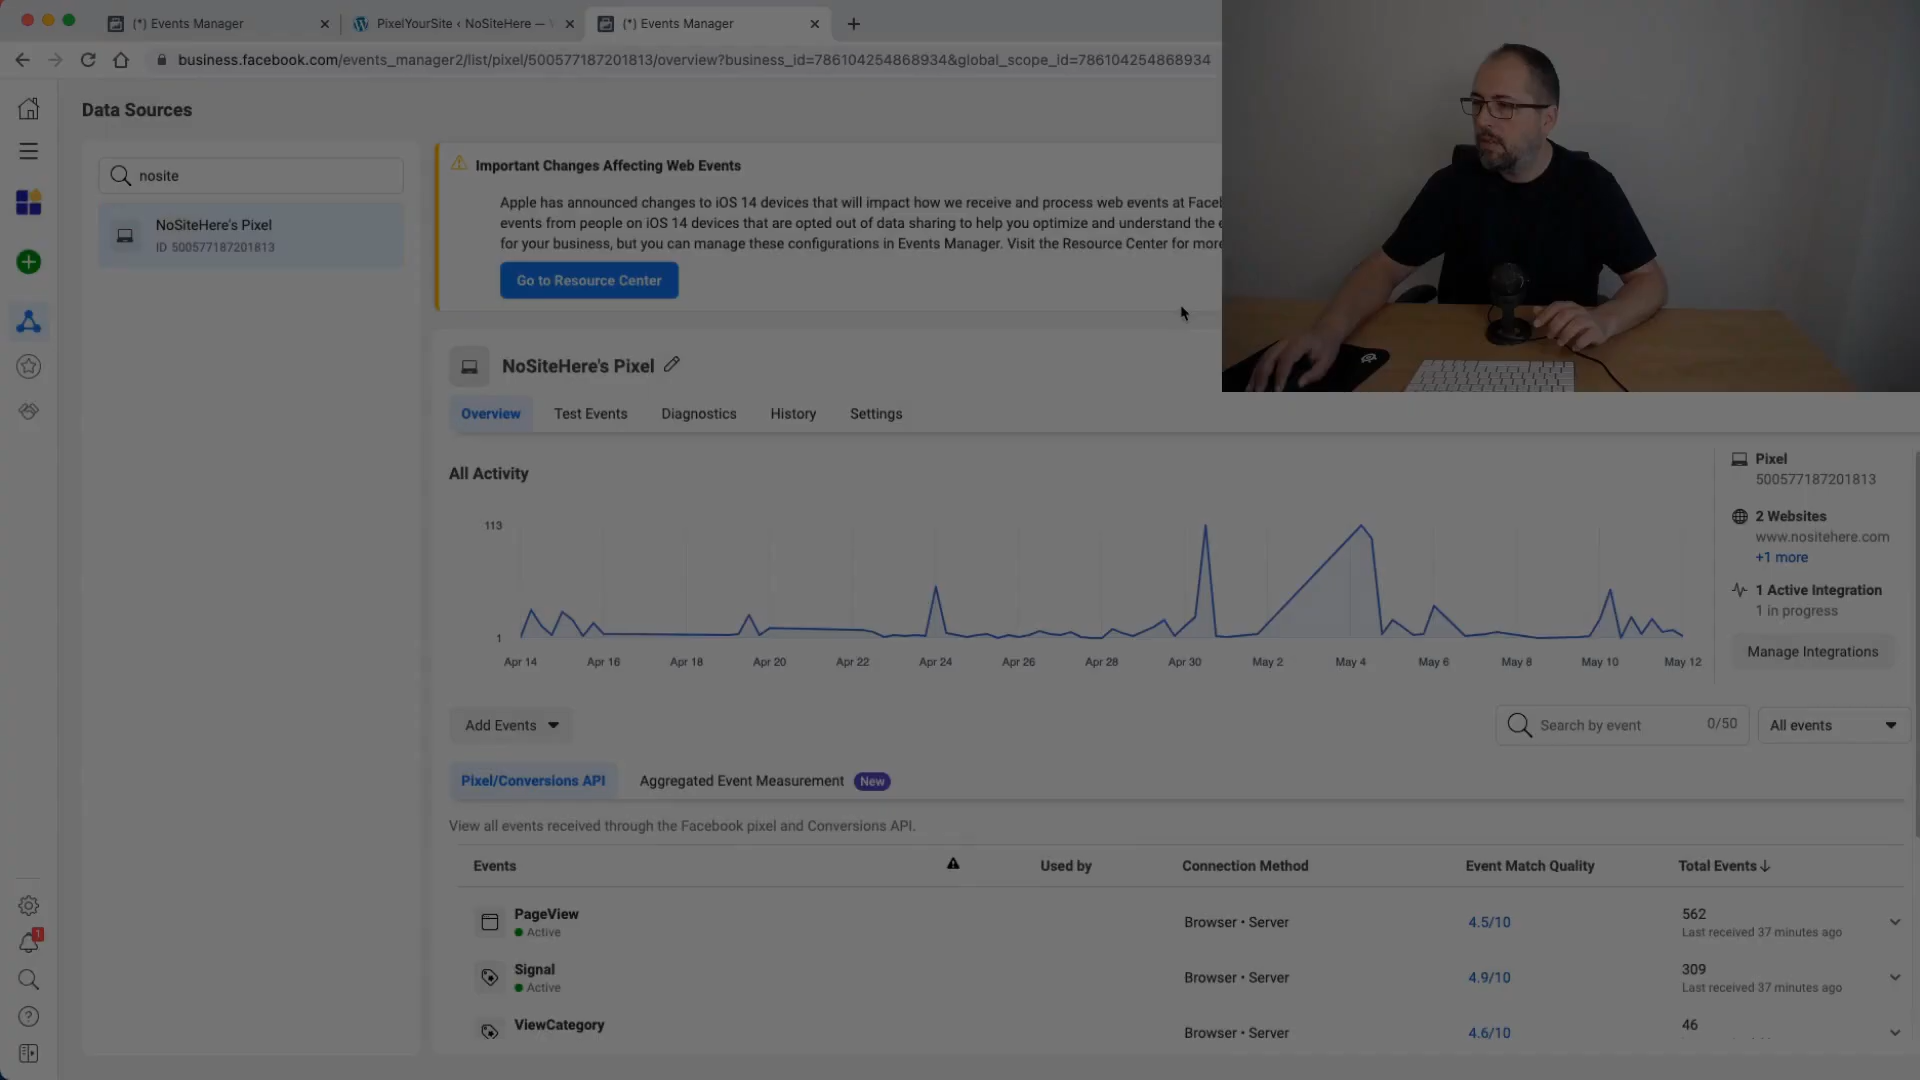 (*) Events Manager
PixelYourSite ‹ NoSiteHere —
(*) Events Manager
business.facebook.com/events_manager2/list/pixel/500577187201813/overview?business_id=786104254868934&global_scope_id=786104254868934
Data Sources
nosite
NoSiteHere's Pixel
ID 500577187201813
Important Changes Affecting Web Events
Apple has announced changes to iOS 14 devices that will impact how we receive and process web events at Face
events from people on iOS 14 devices that are opted out of data sharing to help you optimize and understand the
for your business, but you can manage these configurations in Events Manager. Visit the Resource Center for more
Go to Resource Center
NoSiteHere's Pixel
Overview
Test Events
Diagnostics
History
Settings
All Activity
113
1
Apr 14
Apr 16
Apr 18
Apr 20
Apr 22
Apr 24
Apr 26
Apr 28
Apr 30
May 2
May 4
May 6
May 8
May 10
May 12
Pixel
500577187201813
2 Websites
www.nositehere.com
+1 more
1 Active Integration
1 in progress
Manage Integrations
Add Events
Search by event
0/50
All events
Pixel/Conversions API
Aggregated Event Measurement
New
View all events received through the Facebook pixel and Conversions API.
Events
Used by
Connection Method
Event Match Quality
Total Events
PageView
Active
Browser • Server
4.5/10
562
Last received 37 minutes ago
Signal
Active
Browser • Server
4.9/10
309
Last received 37 minutes ago
ViewCategory
Browser • Server
4.6/10
46
1